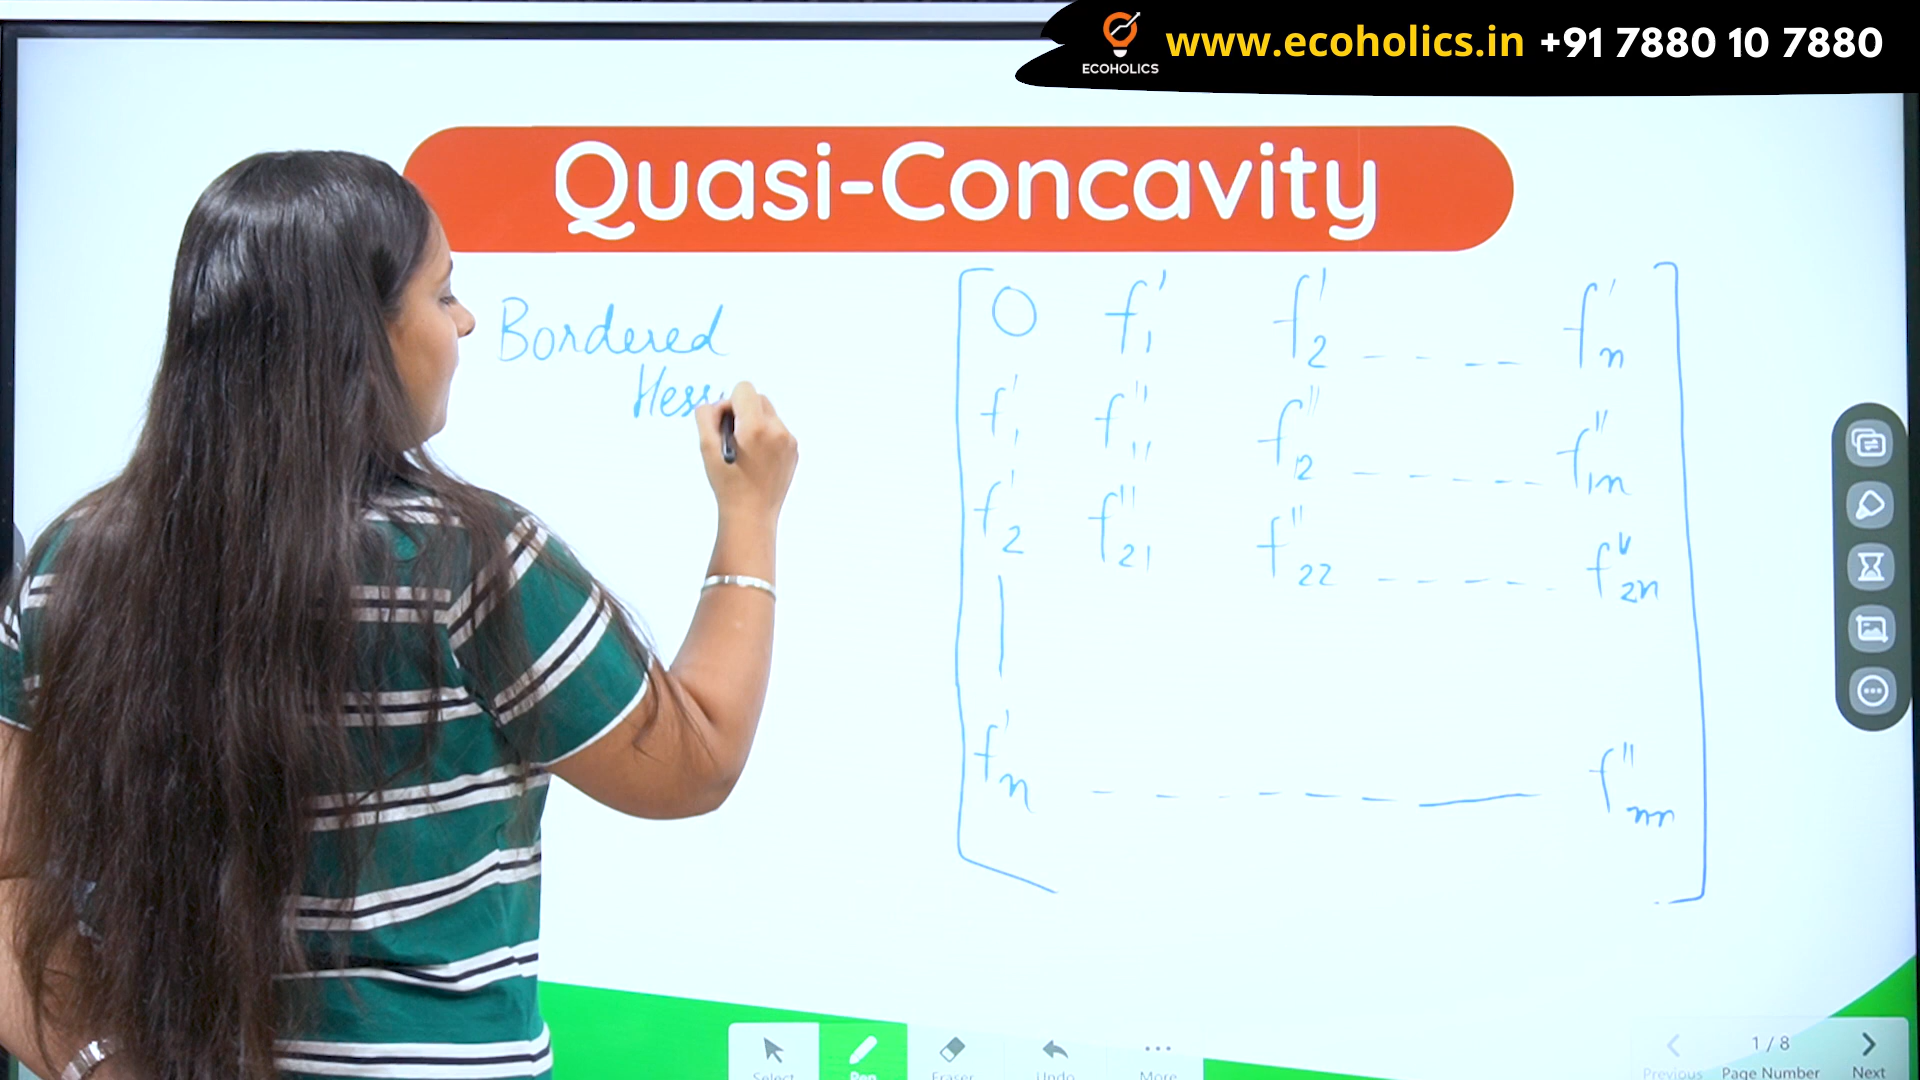 www.ecoholics.in +91 7880 10 7880
ECOHOLICS
Quasi-Concavity
Bordered
Hess
0 f'₁ f'₂ - - - - f'ₙ
f'₁ f''₁₁ f''₁₂ - - - - - f''₁ₙ
f'₂ f''₂₁ f''₂₂ - - - - - f''₂ₙ
|
f'ₙ - - - - - - - f''ₙₙ
1 / 8
Select Pen Eraser Undo More Previous Page Number Next